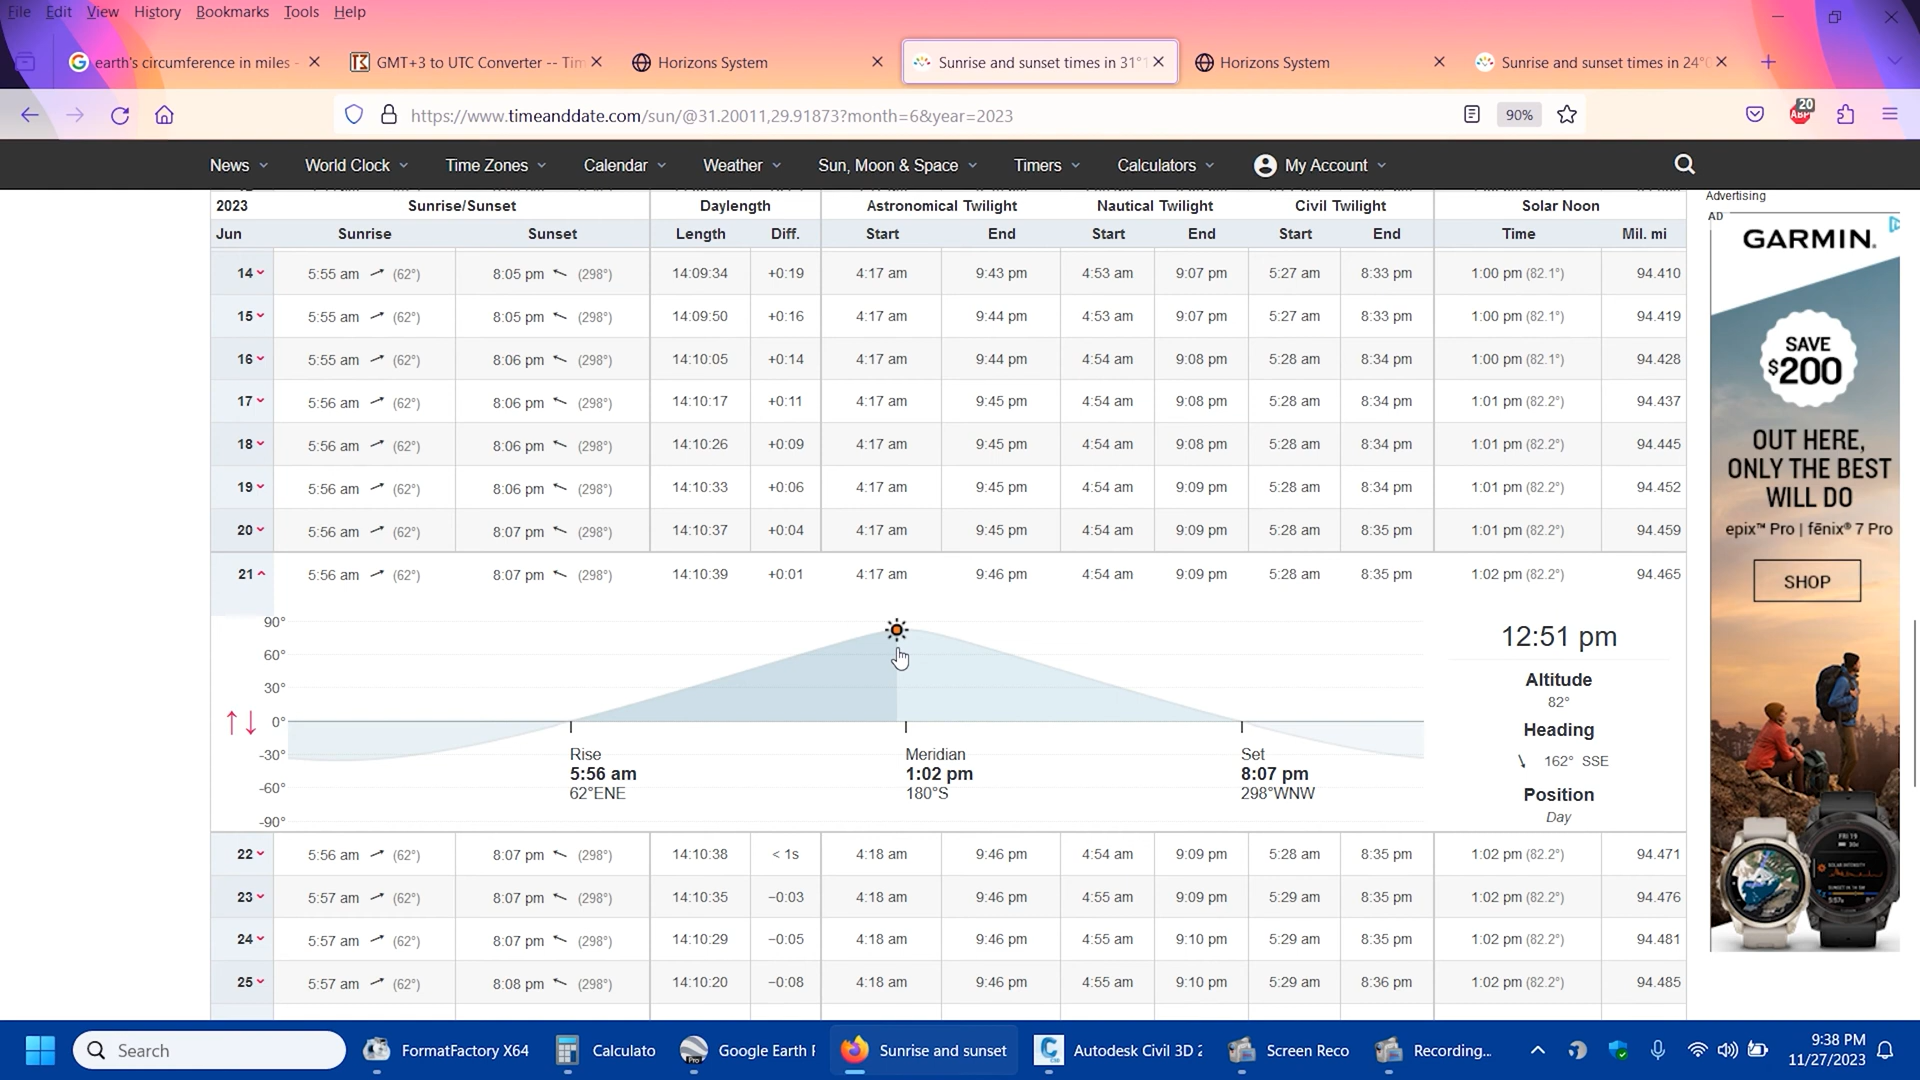 File Edit View History Bookmarks Tools Help
earth's circumference in miles - GMT+3 to UTC Converter -- Tim Horizons System Sunrise and sunset times in 31°1 Horizons System Sunrise and sunset times in 24°
https://www.timeanddate.com/sun/@31.20011,29.91873?month=6&year=2023 90% 20 ABP
News World Clock Time Zones Calendar Weather Sun, Moon & Space Timers Calculators My Account
2023 Sunrise/Sunset Daylength Astronomical Twilight Nautical Twilight Civil Twilight Solar Noon
Jun Sunrise Sunset Length Diff. Start End Start End Start End Time Mil. mi
14 5:55 am (62°) 8:05 pm (298°) 14:09:34 +0:19 4:17 am 9:43 pm 4:53 am 9:07 pm 5:27 am 8:33 pm 1:00 pm (82.1°) 94.410
15 5:55 am (62°) 8:05 pm (298°) 14:09:50 +0:16 4:17 am 9:44 pm 4:53 am 9:07 pm 5:27 am 8:33 pm 1:00 pm (82.1°) 94.419
16 5:55 am (62°) 8:06 pm (298°) 14:10:05 +0:14 4:17 am 9:44 pm 4:54 am 9:08 pm 5:28 am 8:34 pm 1:00 pm (82.1°) 94.428
17 5:56 am (62°) 8:06 pm (298°) 14:10:17 +0:11 4:17 am 9:45 pm 4:54 am 9:08 pm 5:28 am 8:34 pm 1:01 pm (82.2°) 94.437
18 5:56 am (62°) 8:06 pm (298°) 14:10:26 +0:09 4:17 am 9:45 pm 4:54 am 9:08 pm 5:28 am 8:34 pm 1:01 pm (82.2°) 94.445
19 5:56 am (62°) 8:06 pm (298°) 14:10:33 +0:06 4:17 am 9:45 pm 4:54 am 9:09 pm 5:28 am 8:34 pm 1:01 pm (82.2°) 94.452
20 5:56 am (62°) 8:07 pm (298°) 14:10:37 +0:04 4:17 am 9:45 pm 4:54 am 9:09 pm 5:28 am 8:35 pm 1:01 pm (82.2°) 94.459
21 5:56 am (62°) 8:07 pm (298°) 14:10:39 +0:01 4:17 am 9:46 pm 4:54 am 9:09 pm 5:28 am 8:35 pm 1:02 pm (82.2°) 94.465
90°
60°
30°
0°
-30°
-60°
-90°
Rise
5:56 am
62°ENE
Meridian
1:02 pm
180°S
Set
8:07 pm
298°WNW
12:51 pm
Altitude
82°
Heading
162° SSE
Position
Day
22 5:56 am (62°) 8:07 pm (298°) 14:10:38 < 1s 4:18 am 9:46 pm 4:54 am 9:09 pm 5:28 am 8:35 pm 1:02 pm (82.2°) 94.471
23 5:57 am (62°) 8:07 pm (298°) 14:10:35 −0:03 4:18 am 9:46 pm 4:55 am 9:09 pm 5:29 am 8:35 pm 1:02 pm (82.2°) 94.476
24 5:57 am (62°) 8:07 pm (298°) 14:10:29 −0:05 4:18 am 9:46 pm 4:55 am 9:10 pm 5:29 am 8:35 pm 1:02 pm (82.2°) 94.481
25 5:57 am (62°) 8:08 pm (298°) 14:10:20 −0:08 4:18 am 9:46 pm 4:55 am 9:10 pm 5:29 am 8:36 pm 1:02 pm (82.2°) 94.485
Advertising
AD
GARMIN.
SAVE
$200
OUT HERE,
ONLY THE BEST
WILL DO
epix™ Pro | fēnix® 7 Pro
SHOP
Search FormatFactory X64 Calculato Google Earth P Sunrise and sunset Autodesk Civil 3D 2 Screen Reco Recording...
9:38 PM
11/27/2023